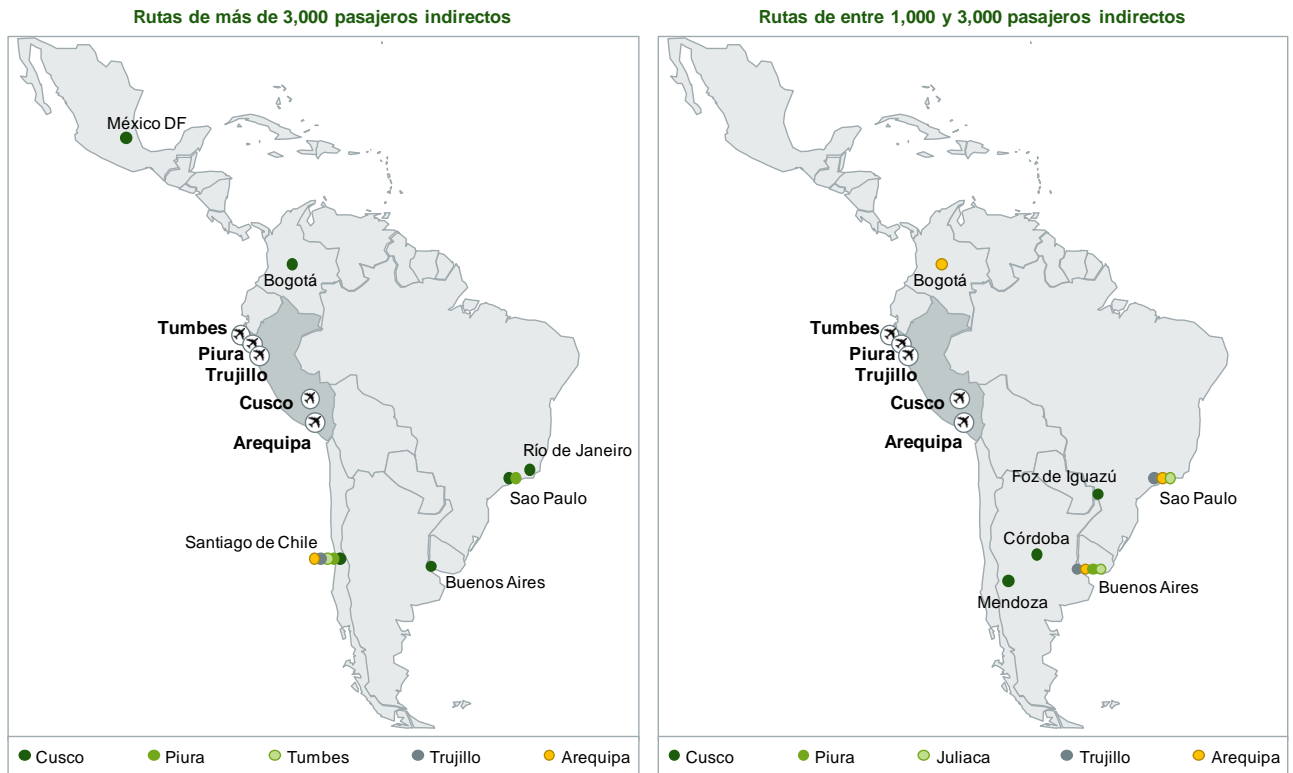 Rutas de más de 3,000 pasajeros indirectos
México DF
Bogotá
Tumbes
Piura
Trujillo
Cusco
Arequipa
Río de Janeiro
Sao Paulo
Santiago de Chile
Buenos Aires
Cusco
Piura
Tumbes
Trujillo
Arequipa
Rutas de entre 1,000 y 3,000 pasajeros indirectos
Bogotá
Tumbes
Piura
Trujillo
Cusco
Arequipa
Foz de Iguazú
Sao Paulo
Córdoba
Buenos Aires
Mendoza
Cusco
Piura
Juliaca
Trujillo
Arequipa